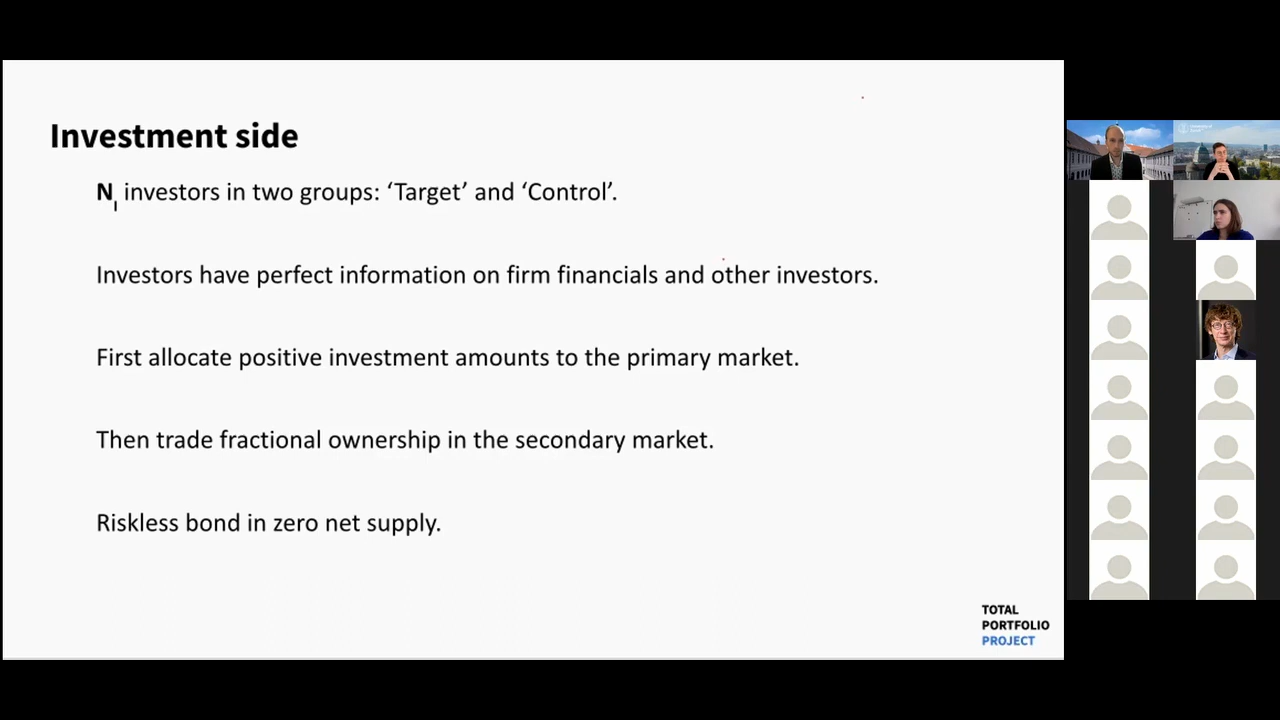 Investment side
N_I investors in two groups: ‘Target’ and ‘Control’.
Investors have perfect information on firm financials and other investors.
First allocate positive investment amounts to the primary market.
Then trade fractional ownership in the secondary market.
Riskless bond in zero net supply.
TOTAL
PORTFOLIO
PROJECT